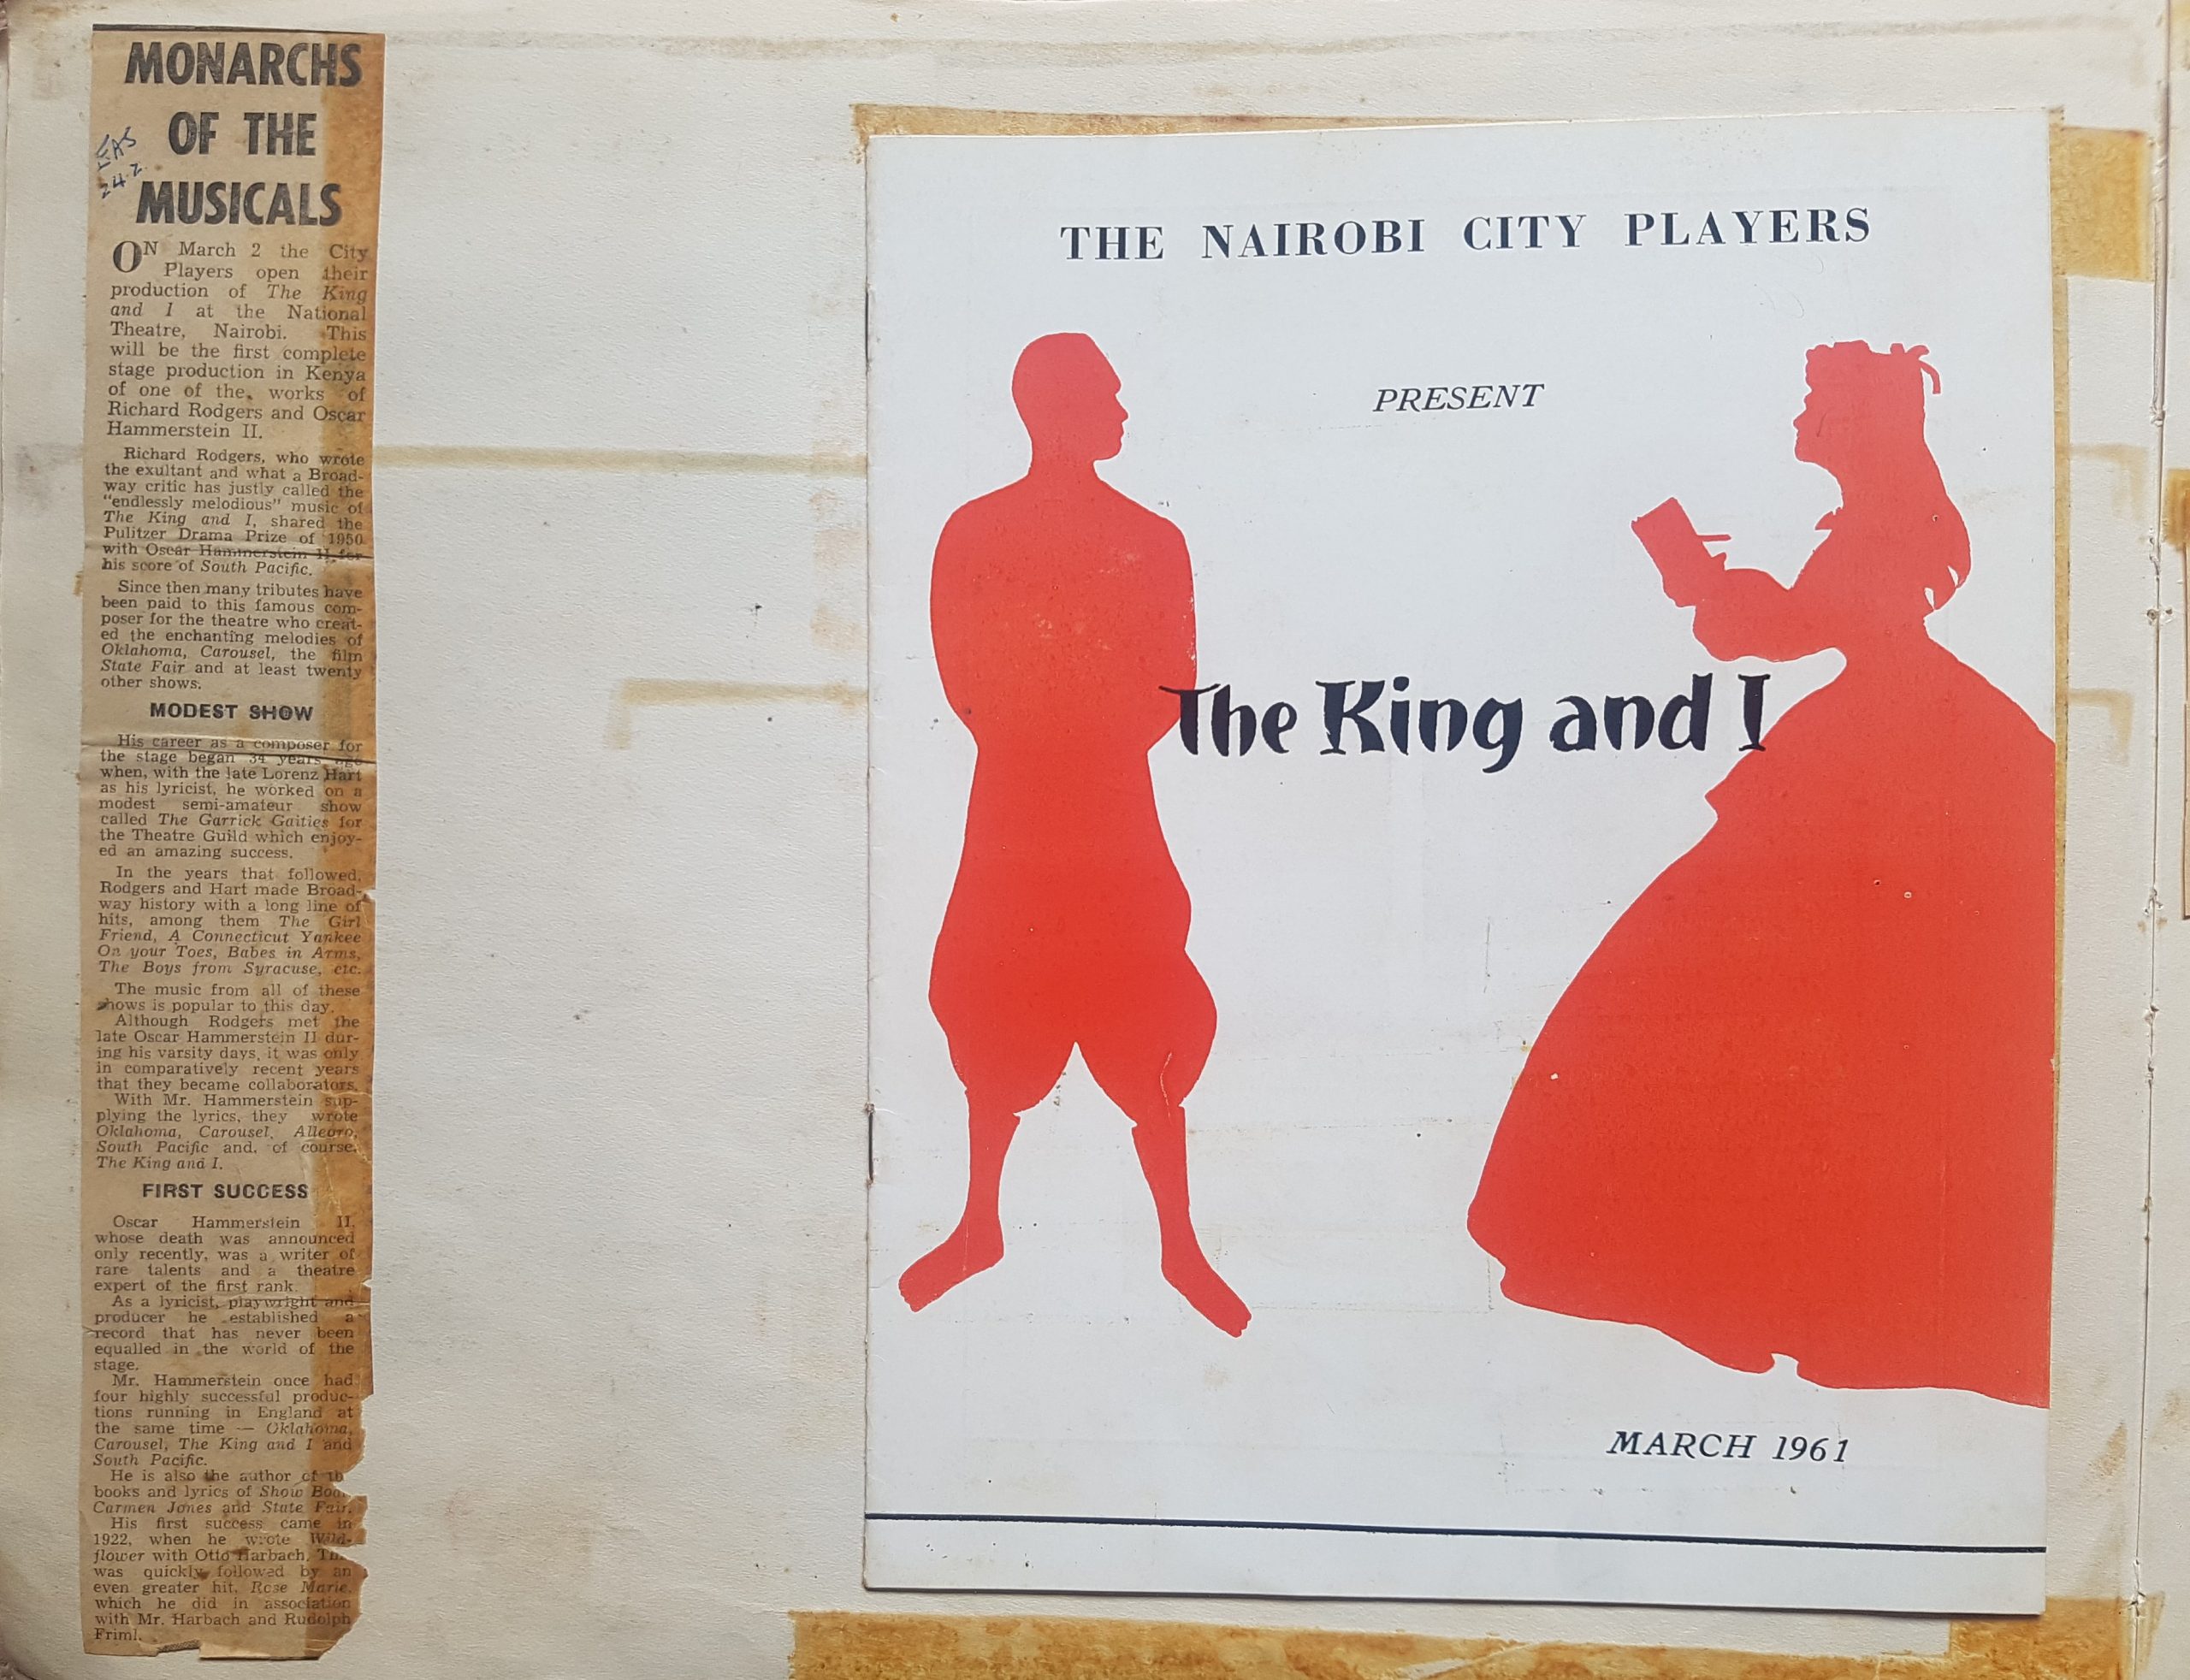 MONARCHS
OF THE
MUSICALS
EAS
24.2.
ON March 2 the City
Players open their
production of The King
and I at the National
Theatre, Nairobi. This
will be the first complete
stage production in Kenya
of one of the works of
Richard Rodgers and Oscar
Hammerstein II.
Richard Rodgers, who wrote
the exultant and what a Broad-
way critic has justly called the
"endlessly melodious" music of
The King and I, shared the
Pulitzer Drama Prize of 1950
with Oscar Hammerstein II for
his score of South Pacific.
Since then many tributes have
been paid to this famous com-
poser for the theatre who creat-
ed the enchanting melodies of
Oklahoma, Carousel, the film
State Fair and at least twenty
other shows.
MODEST SHOW
His career as a composer for
the stage began 34 years ago
when, with the late Lorenz Hart
as his lyricist, he worked on a
modest semi-amateur show
called The Garrick Gaities for
the Theatre Guild which enjoy-
ed an amazing success.
In the years that followed,
Rodgers and Hart made Broad-
way history with a long line of
hits, among them The Girl
Friend, A Connecticut Yankee
On your Toes, Babes in Arms,
The Boys from Syracuse, etc.
The music from all of these
shows is popular to this day.
Although Rodgers met the
late Oscar Hammerstein II dur-
ing his varsity days, it was only
in comparatively recent years
that they became collaborators.
With Mr. Hammerstein sup-
plying the lyrics, they wrote
Oklahoma, Carousel, Allegro,
South Pacific and, of course,
The King and I.
FIRST SUCCESS
Oscar Hammerstein II,
whose death was announced
only recently, was a writer of
rare talents and a theatre
expert of the first rank.
As a lyricist, playwright and
producer he established a
record that has never been
equalled in the world of the
stage.
Mr. Hammerstein once had
four highly successful produc-
tions running in England at
the same time — Oklahoma,
Carousel, The King and I and
South Pacific.
He is also the author of
books and lyrics of Show
Carmen Jones and State Fair.
His first success came in
1922, when he wrote Wild-
flower with Otto Harbach.
was quickly followed by an
even greater hit, Rose Marie,
which he did in association
with Mr. Harbach and Rudolph
Friml.
THE NAIROBI CITY PLAYERS
PRESENT
The King and I
MARCH 1961